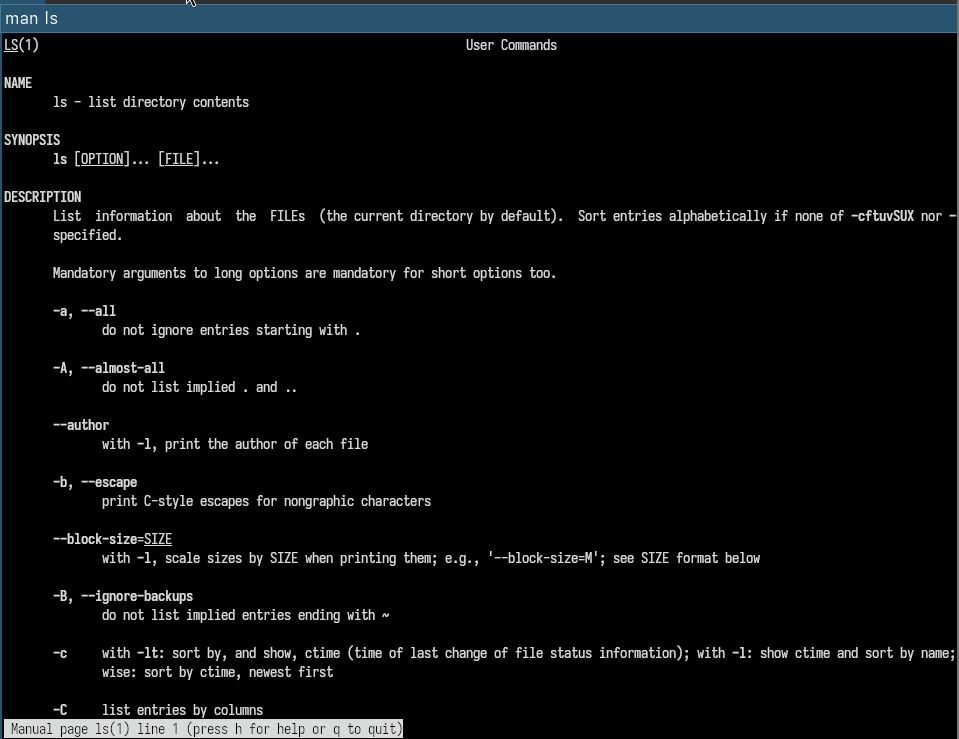 man ls
LS(1) User Commands
NAME
ls - list directory contents
SYNOPSIS
ls [OPTION]... [FILE]...
DESCRIPTION
List information about the FILEs (the current directory by default). Sort entries alphabetically if none of -cftuvSUX nor -
specified.
Mandatory arguments to long options are mandatory for short options too.
-a, --all
do not ignore entries starting with .
-A, --almost-all
do not list implied . and ..
--author
with -l, print the author of each file
-b, --escape
print C-style escapes for nongraphic characters
--block-size=SIZE
with -l, scale sizes by SIZE when printing them; e.g., '--block-size=M'; see SIZE format below
-B, --ignore-backups
do not list implied entries ending with ~
-c with -lt: sort by, and show, ctime (time of last change of file status information); with -l: show ctime and sort by name;
wise: sort by ctime, newest first
-C list entries by columns
Manual page ls(1) line 1 (press h for help or q to quit)